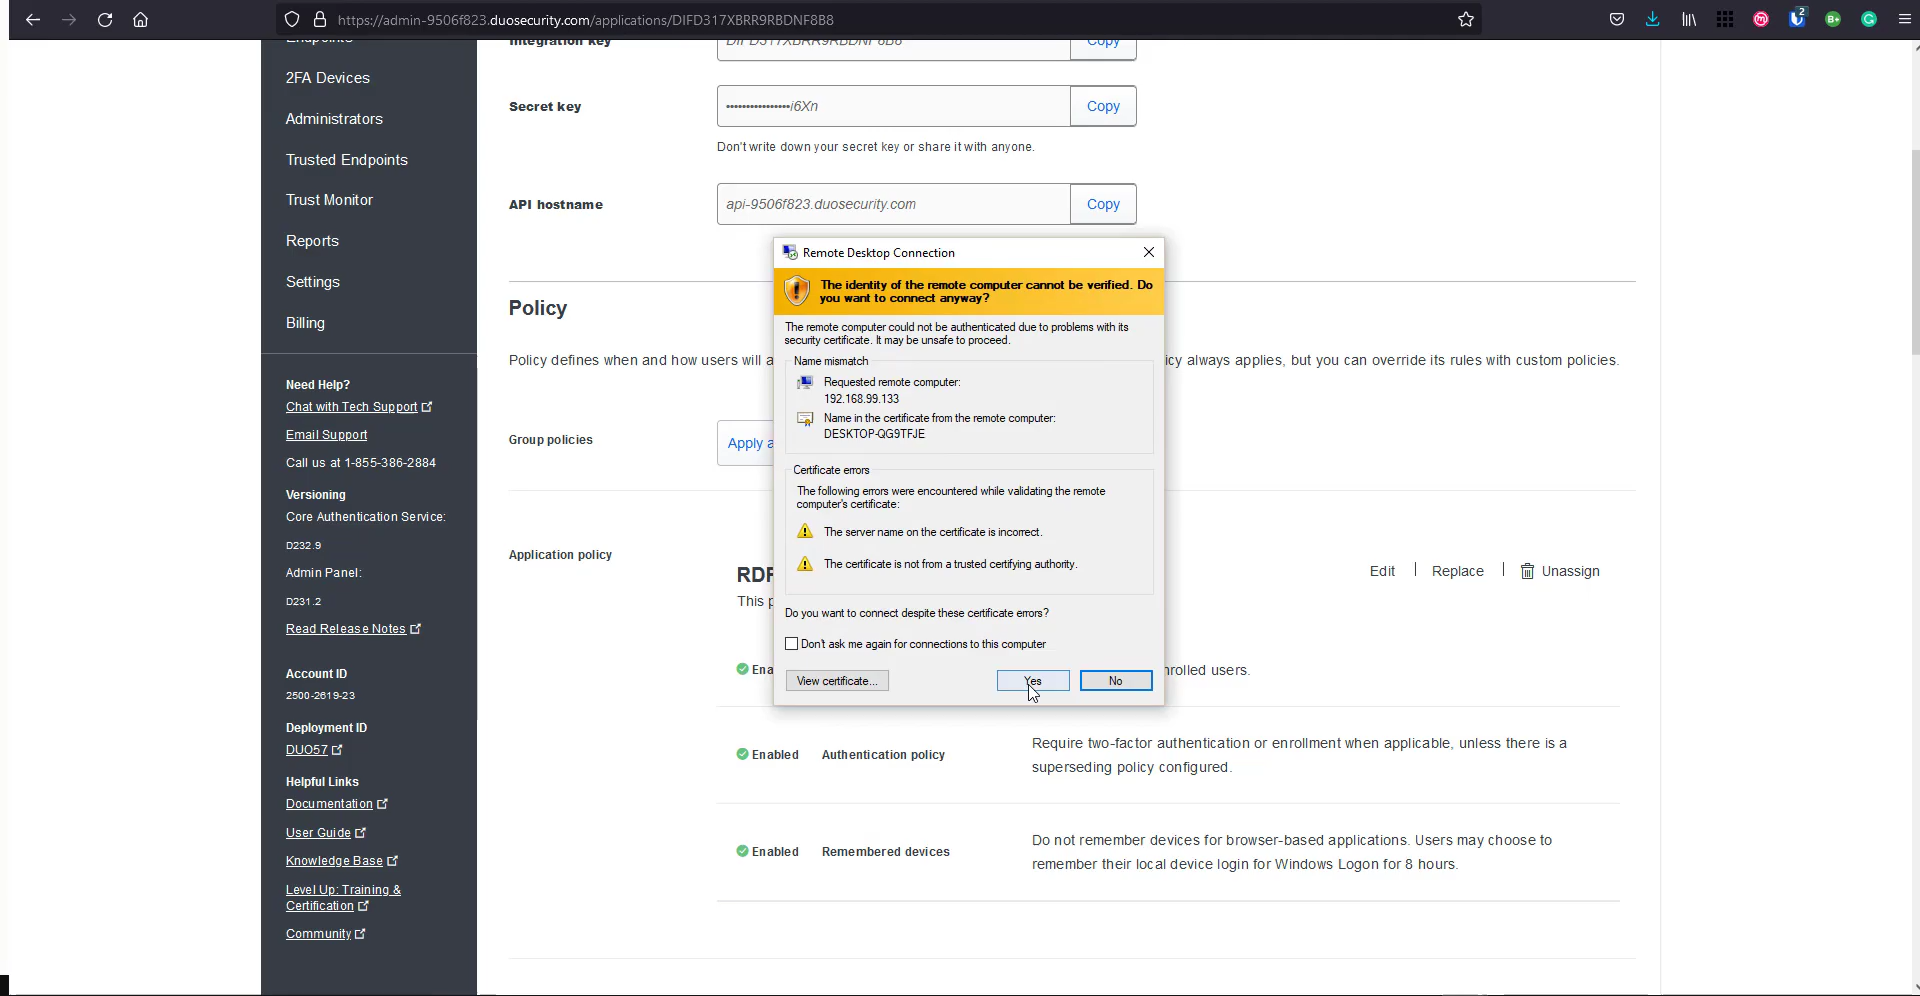 https://admin-9506f823.duosecurity.com/applications/DIFD317XBRR9RBDNF8B8
2
Endpoints
2FA Devices
Administrators
Trusted Endpoints
Trust Monitor
Reports
Settings
Billing
Need Help?
Chat with Tech Support
Email Support
Call us at 1-855-386-2884
Versioning
Core Authentication Service:
D232.9
Admin Panel:
D231.2
Read Release Notes
Account ID
2500-2619-23
Deployment ID
DUO57
Helpful Links
Documentation
User Guide
Knowledge Base
Level Up: Training &
Certification
Community
Integration key
DIFD317XBRR9RBDNF8B8
Copy
Secret key
••••••••••••••••i6Xn
Copy
Don't write down your secret key or share it with anyone.
API hostname
api-9506f823.duosecurity.com
Copy
Policy
Policy defines when and how users will a
icy always applies, but you can override its rules with custom policies.
Group policies
Apply a
Application policy
RDP
This p
Edit
Replace
Unassign
Ena
nrolled users.
Enabled
Authentication policy
Require two-factor authentication or enrollment when applicable, unless there is a
superseding policy configured.
Enabled
Remembered devices
Do not remember devices for browser-based applications. Users may choose to
remember their local device login for Windows Logon for 8 hours.
Remote Desktop Connection
The identity of the remote computer cannot be verified. Do
you want to connect anyway?
The remote computer could not be authenticated due to problems with its
security certificate. It may be unsafe to proceed.
Name mismatch
Requested remote computer:
192.168.99.133
Name in the certificate from the remote computer:
DESKTOP-QG9TFJE
Certificate errors
The following errors were encountered while validating the remote
computer's certificate:
The server name on the certificate is incorrect.
The certificate is not from a trusted certifying authority.
Do you want to connect despite these certificate errors?
Don't ask me again for connections to this computer
View certificate...
Yes
No